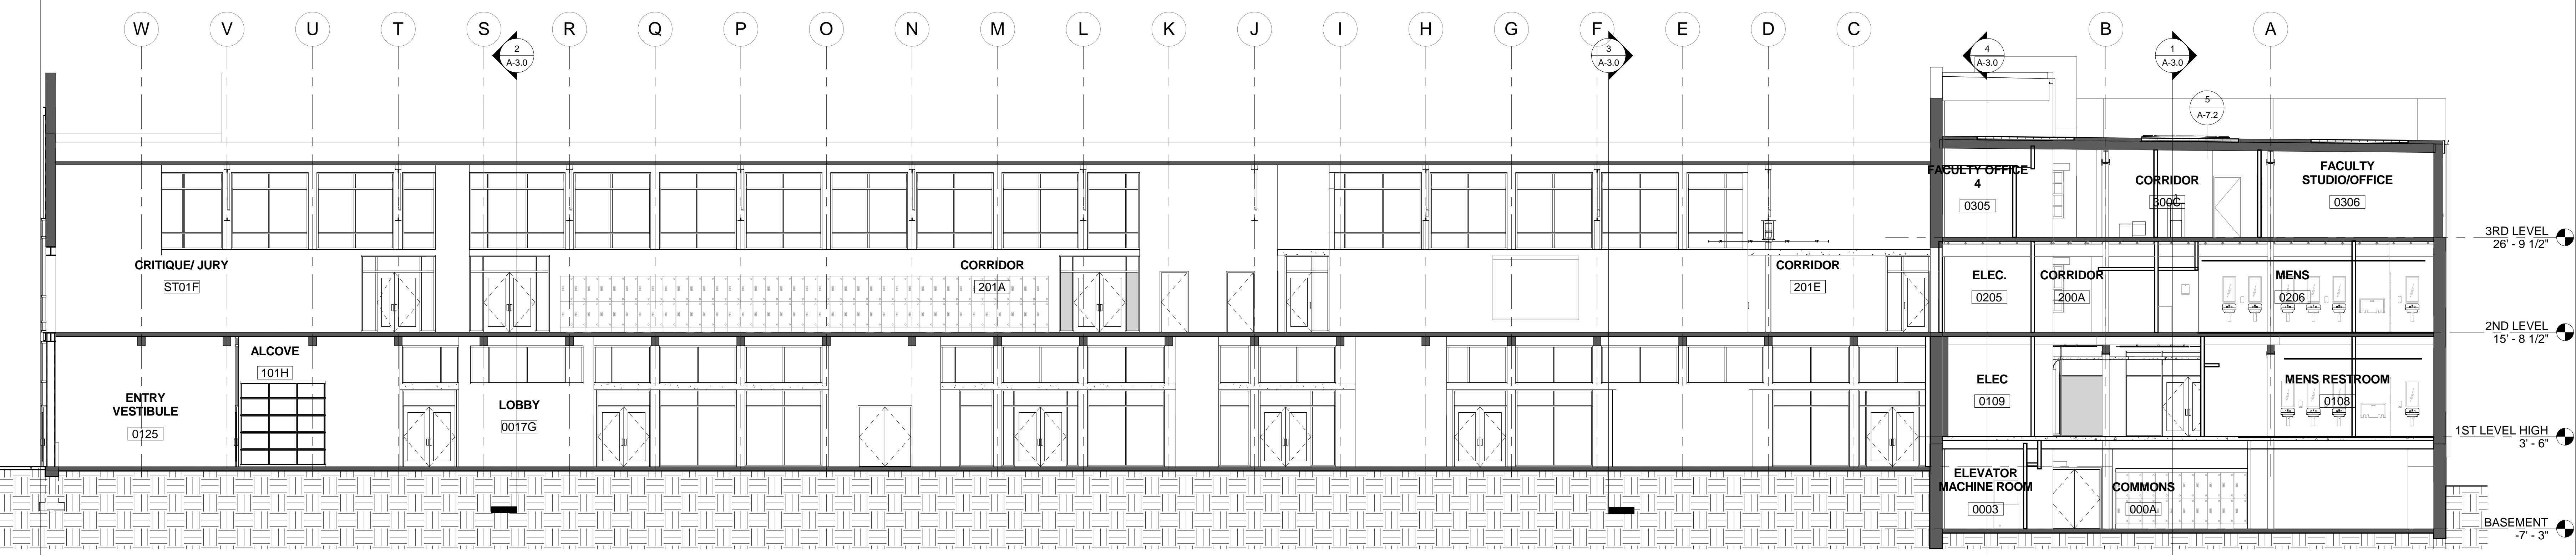 W V U T S R Q P O N M L K J I H G F E D C B A
2
A-3.0
3
A-3.0
4
A-3.0
1
A-3.0
5
A-7.2
FACULTY OFFICE
4
0305
CORRIDOR
300C
FACULTY
STUDIO/OFFICE
0306
3RD LEVEL
26' - 9 1/2"
CRITIQUE/ JURY
ST01F
CORRIDOR
201A
CORRIDOR
201E
ELEC.
0205
CORRIDOR
200A
MENS
0206
2ND LEVEL
15' - 8 1/2"
ALCOVE
101H
ENTRY
VESTIBULE
0125
LOBBY
0017G
ELEC
0109
MENS RESTROOM
0108
1ST LEVEL HIGH
3' - 6"
ELEVATOR
MACHINE ROOM
0003
COMMONS
000A
BASEMENT
-7' - 3"